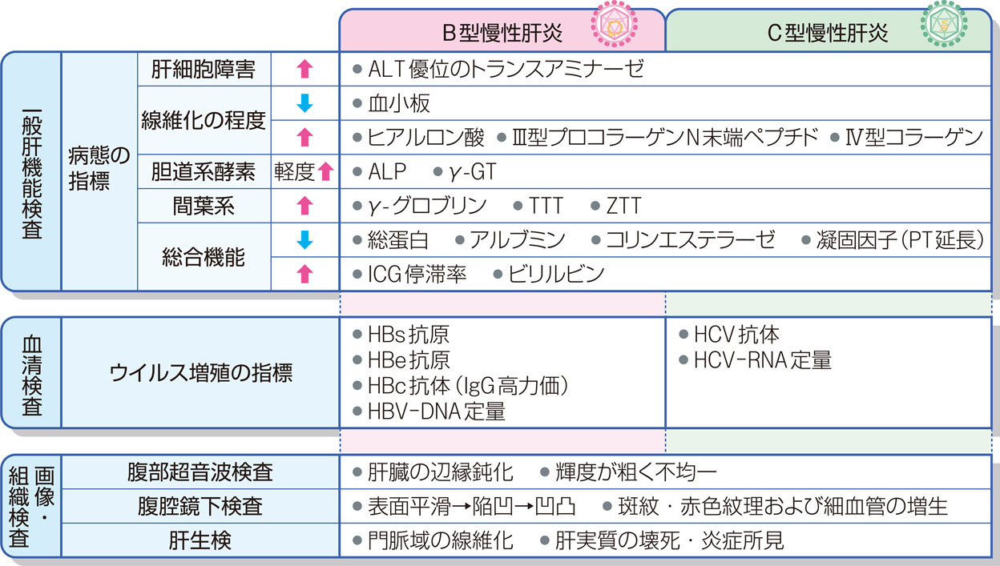 B型慢性肝炎 C型慢性肝炎
一般肝機能検査
病態の
指標
肝細胞障害 ↑ ●ALT優位のトランスアミナーゼ
線維化の程度 ↓ ●血小板
↑ ●ヒアルロン酸 ●Ⅲ型プロコラーゲンN末端ペプチド ●Ⅳ型コラーゲン
胆道系酵素 軽度↑ ●ALP ●γ-GT
間葉系 ↑ ●γ-グロブリン ●TTT ●ZTT
総合機能 ↓ ●総蛋白 ●アルブミン ●コリンエステラーゼ ●凝固因子(PT延長)
↑ ●ICG停滞率 ●ビリルビン
血清検査
ウイルス増殖の指標
●HBs抗原
●HBe抗原
●HBc抗体(IgG高力価)
●HBV-DNA定量
●HCV抗体
●HCV-RNA定量
画像・
組織検査
腹部超音波検査 ●肝臓の辺縁鈍化 ●輝度が粗く不均一
腹腔鏡下検査 ●表面平滑→陥凹→凹凸 ●斑紋・赤色紋理および細血管の増生
肝生検 ●門脈域の線維化 ●肝実質の壊死・炎症所見